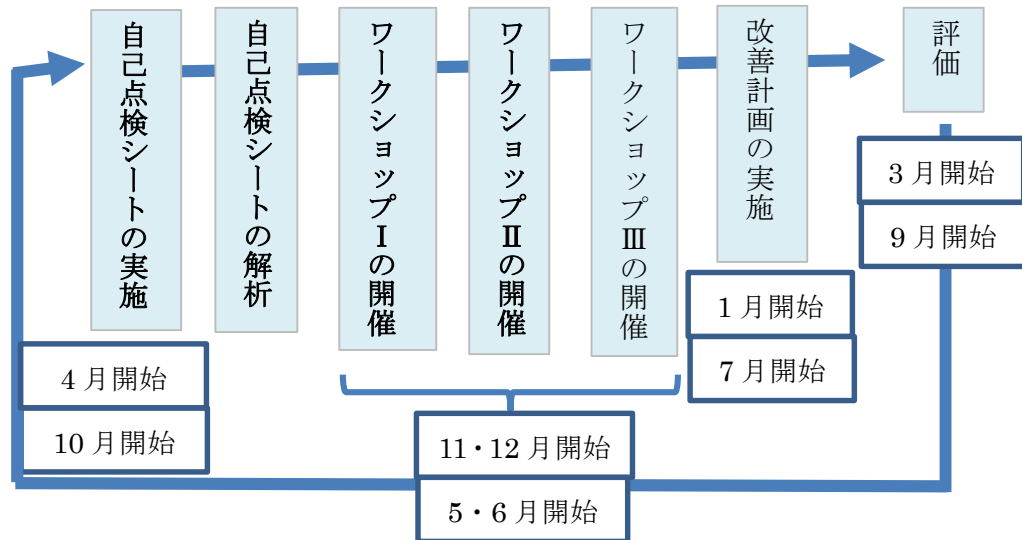 自己点検シートの実施
自己点検シートの解析
ワークショップⅠの開催
ワークショップⅡの開催
ワークショップⅢの開催
改善計画の実施
評価
3 月開始
9 月開始
1 月開始
7 月開始
4 月開始
10 月開始
11・12 月開始
5・6 月開始